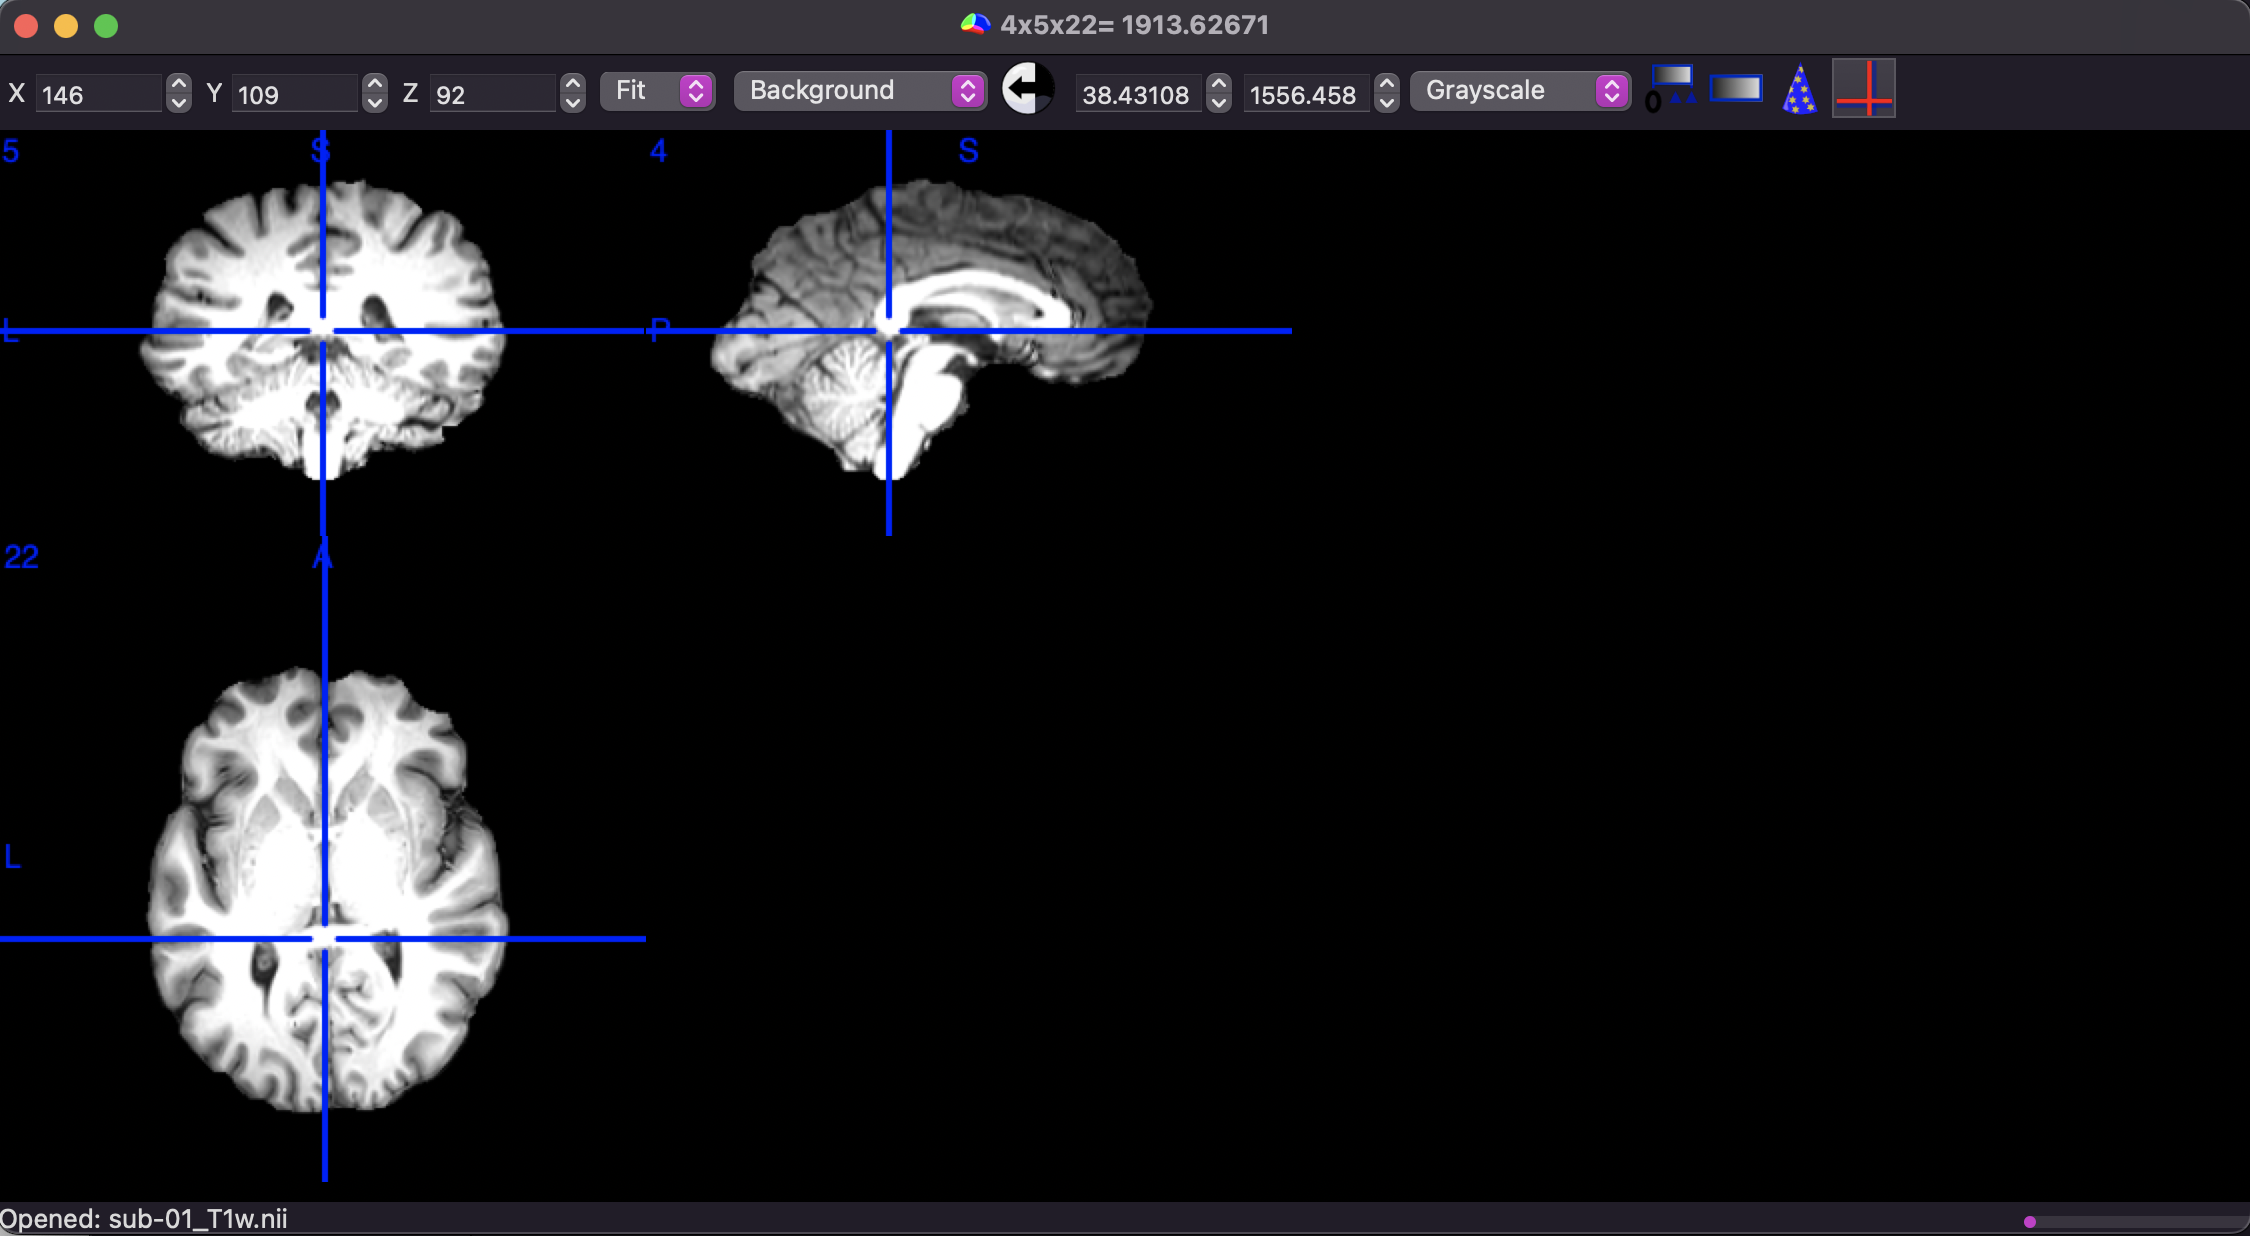 4x5x22= 1913.62671
X 146 Y 109 Z 92 Fit Background 38.43108 1556.458 Grayscale 0
5 S 4 S
L P
22 A
L
Opened: sub-01_T1w.nii